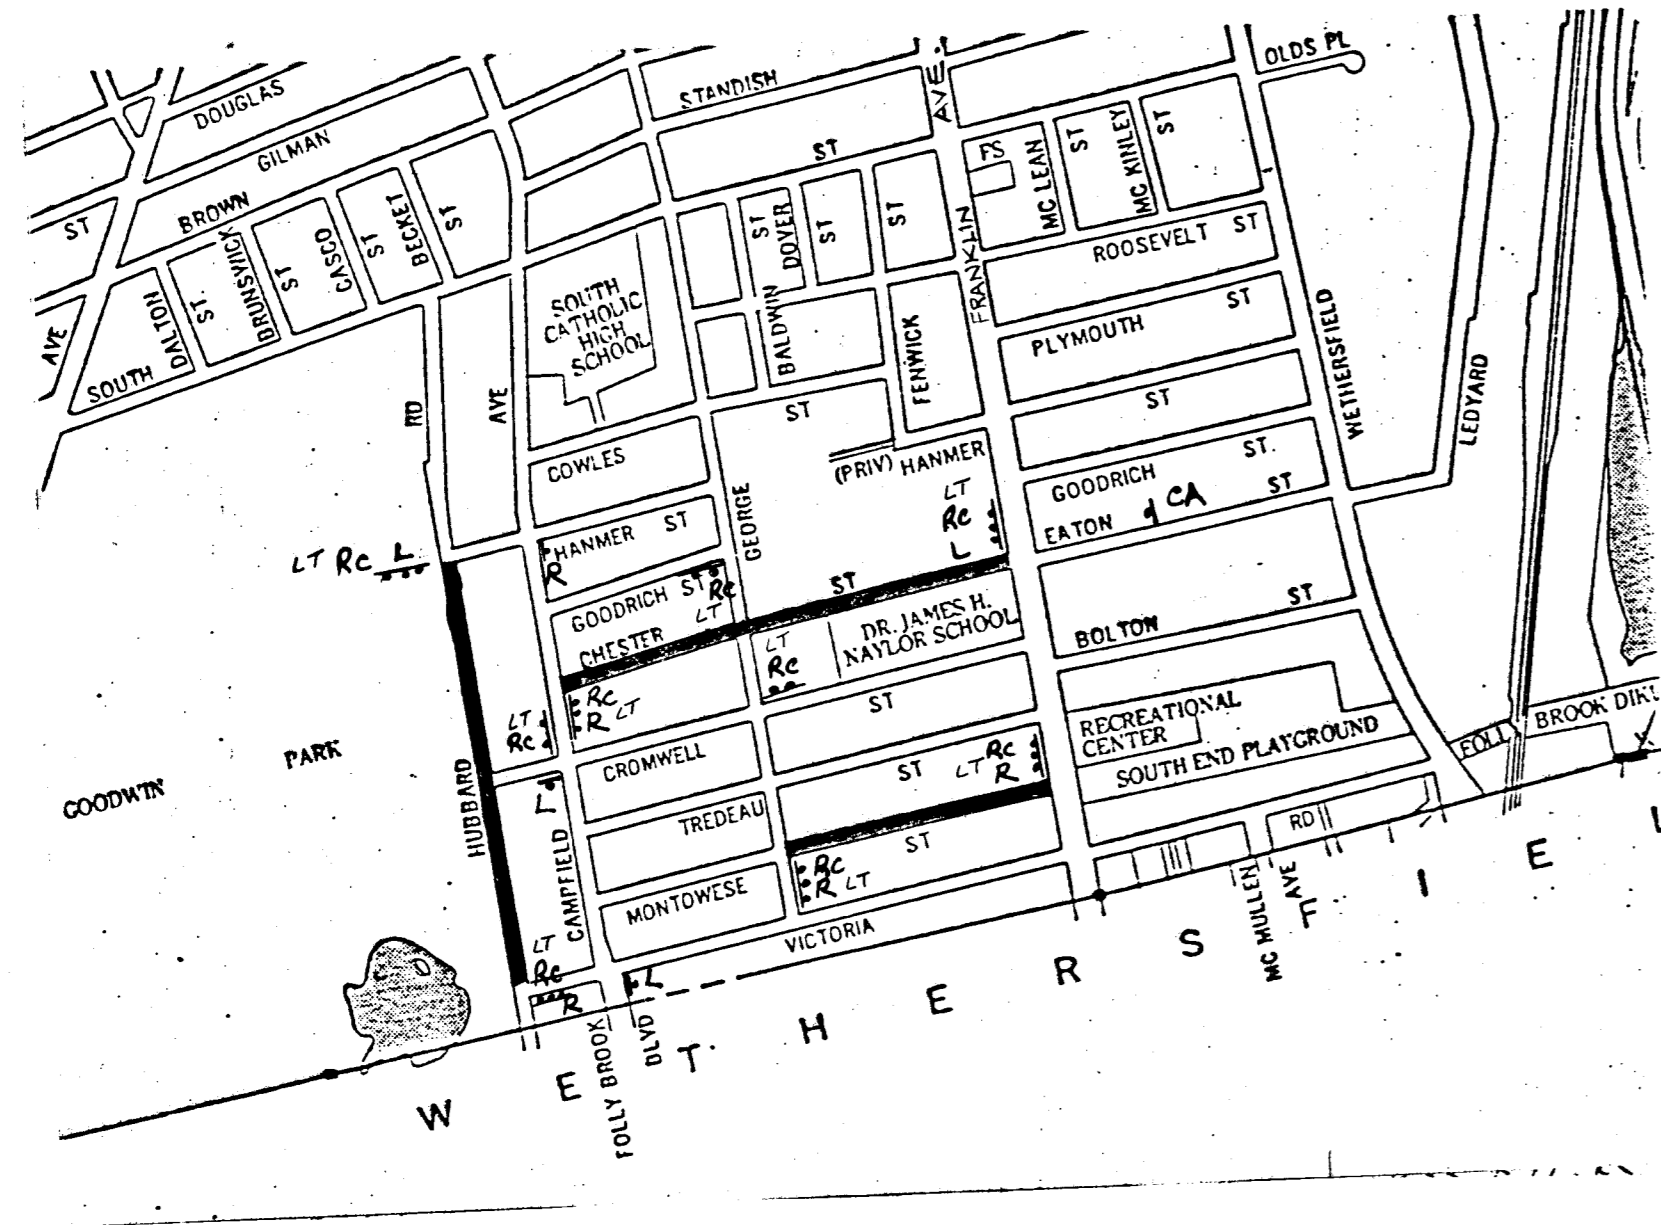 OLDS PL
STANDISH
DOUGLAS
AVE.
GILMAN
ST
FS
MC LEAN
ST
MC KINLEY
ST
BROWN
ST
BRUNSWICK
ST
CASCO
ST
BECKET
ST
ST
DOVER
ST
ST
FRANKLIN
ROOSEVELT ST
DALTON
ST.
AVE
SOUTH
SOUTH
CATHOLIC
HIGH
SCHOOL
BALDWIN
FENWICK
PLYMOUTH
ST
WETHERSFIELD
LEDYARD
RD
AVE
ST
ST
COWLES
(PRIV) HANMER
GOODRICH
ST.
GEORGE
LT
Rc
L
EATON
CA
ST
HANMER ST
R
LT Rc L
GOODRICH ST
Rc
LT
CHESTER
ST
DR. JAMES H.
NAYLOR SCHOOL
LT
Rc
BOLTON
ST
Rc
R LT
LT
Rc
ST
RECREATIONAL
CENTER
SOUTH END PLAYGROUND
BROOK
CROMWELL
ST
Rc
LT R
PARK
GOODWIN
HUBBARD
L
CAMPFIELD
TREDEAU
ST
Rc
R LT
RD
MONTOWESE
VICTORIA
MC MULLEN
AVE
LT
Rc
R
L
FOLLY BROOK
BLVD
W E T H E R S F I E L